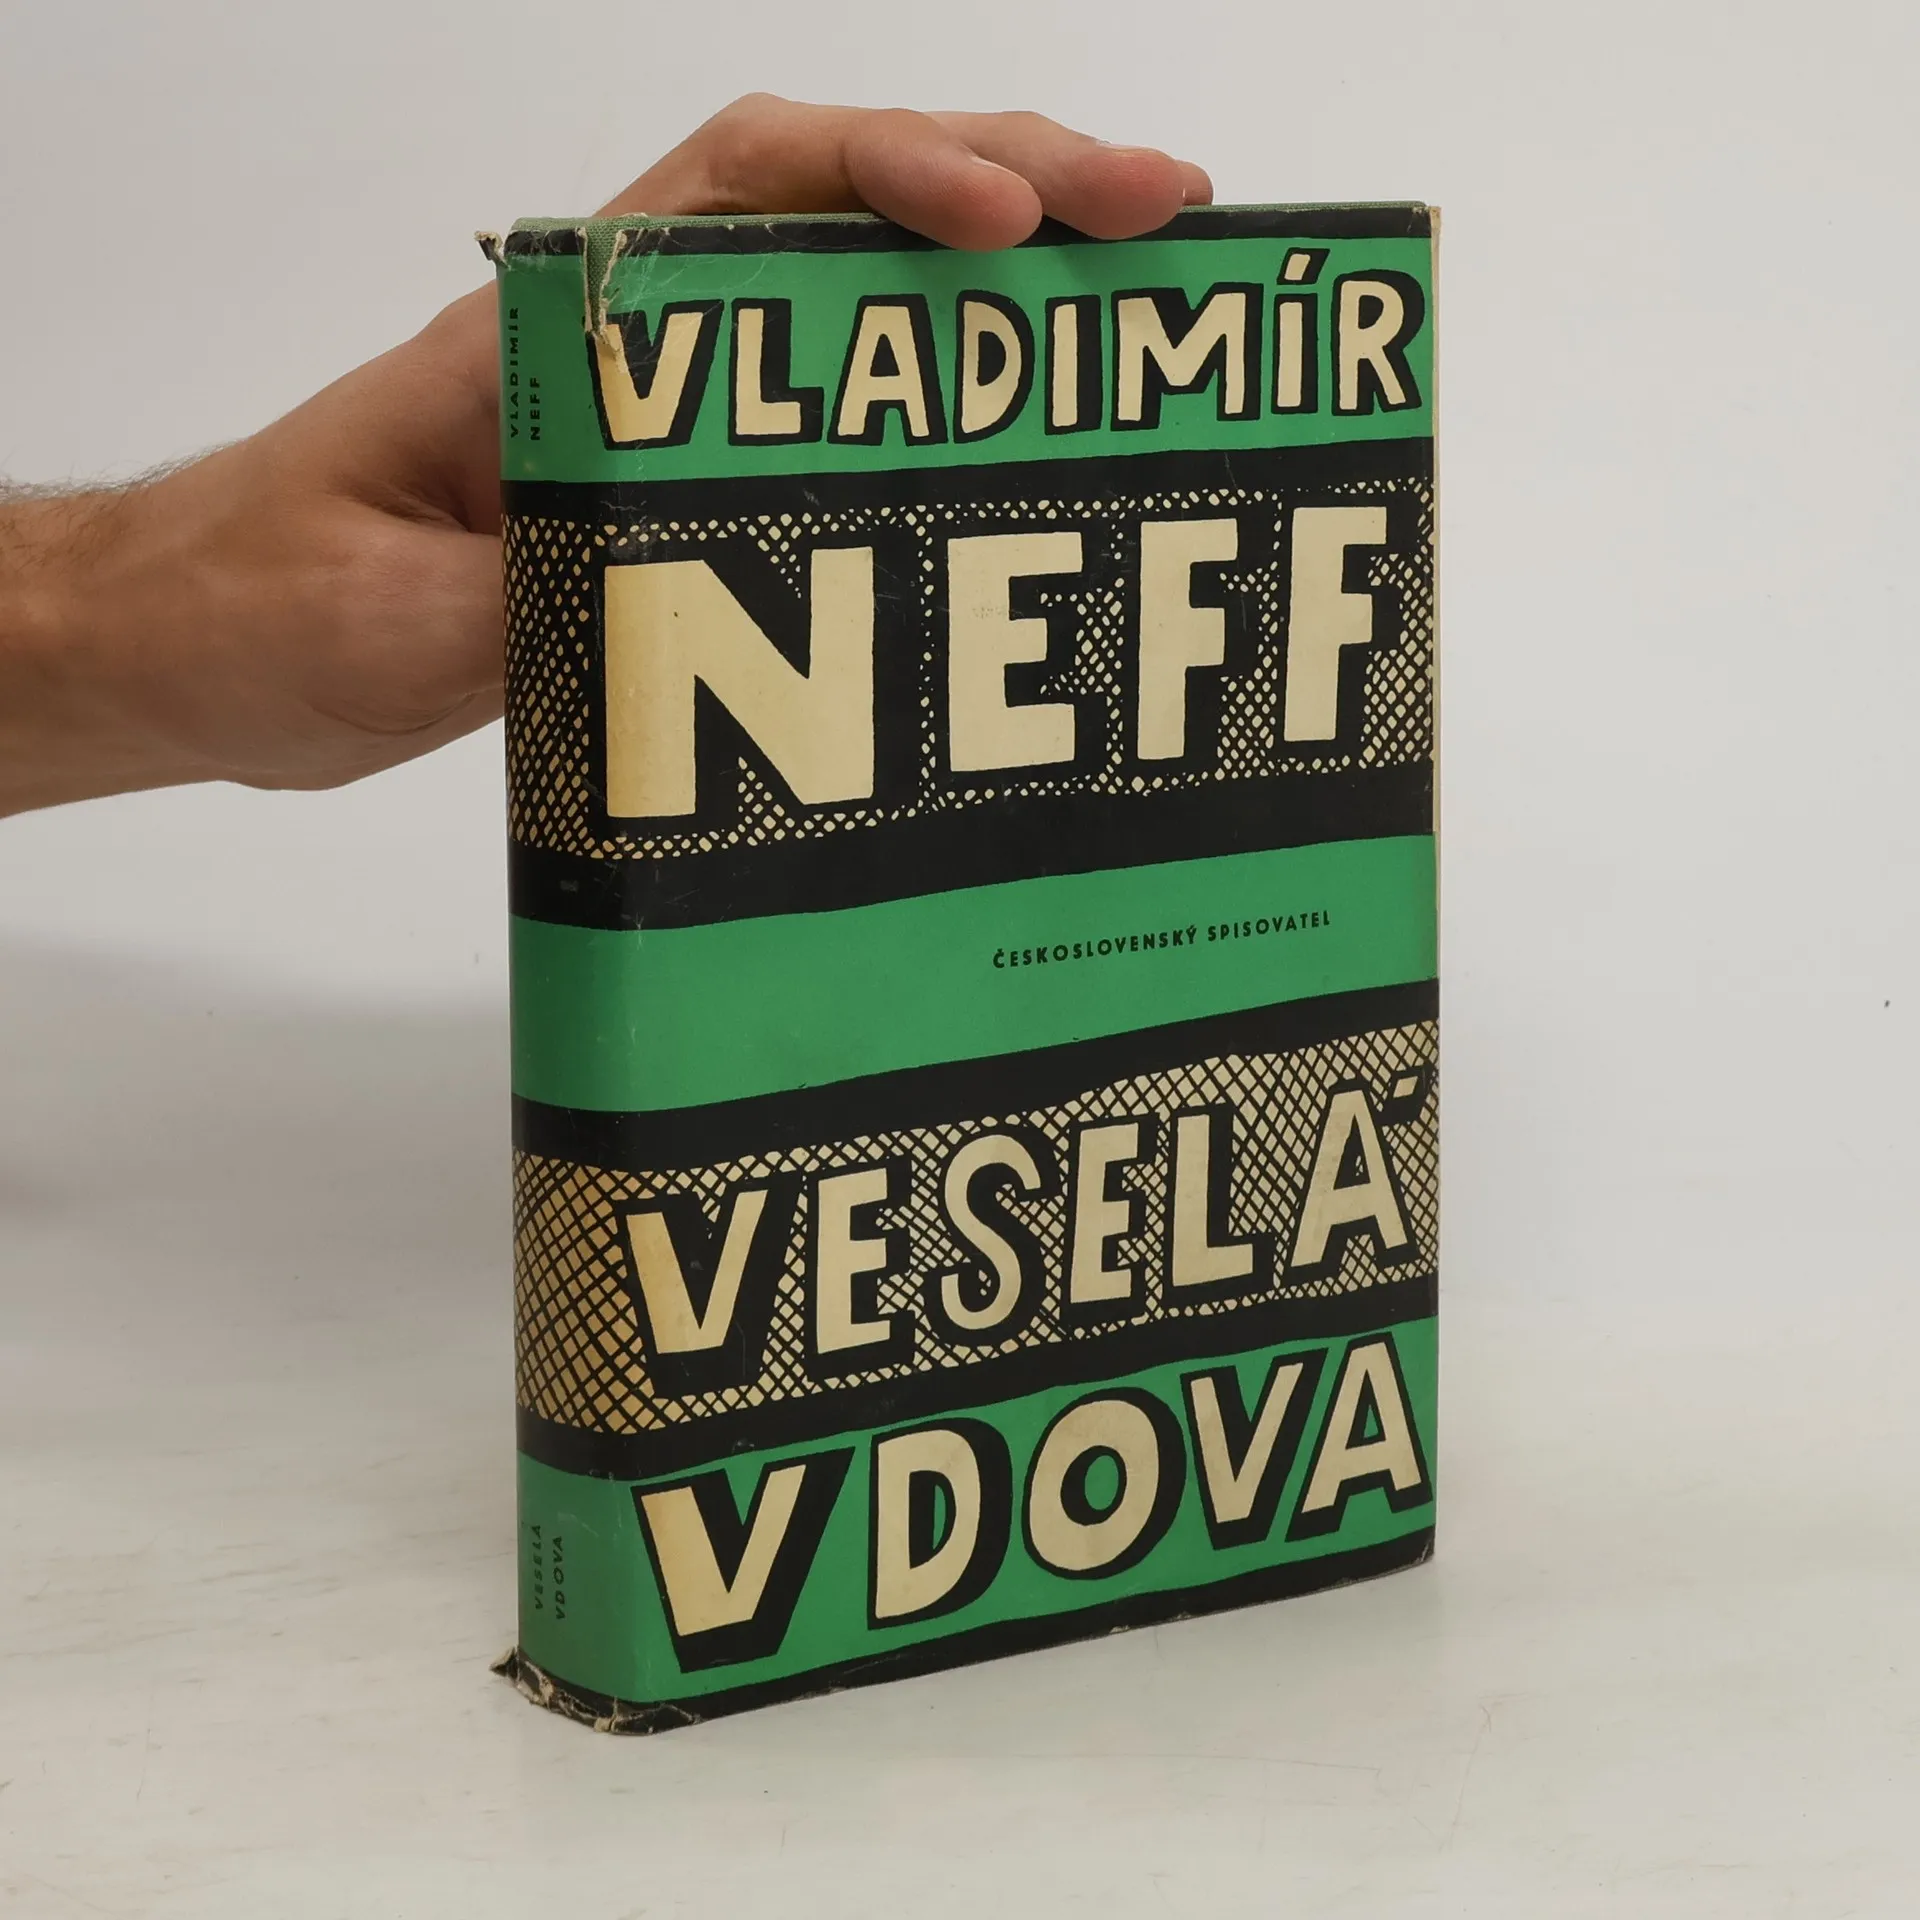 VLADIMÍR
NEFF
VLADIMÍR
NEFF
ČESKOSLOVENSKÝ SPISOVATEL
VESELÁ
VDOVA
VESELÁ
VDOVA